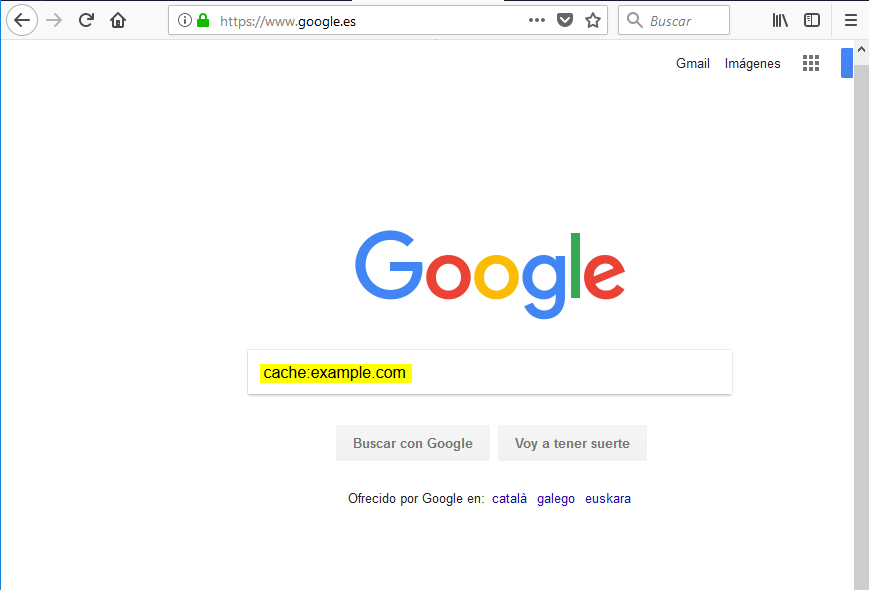 https://www.google.es
Buscar
Gmail Imágenes
Google
cache:example.com
Buscar con Google Voy a tener suerte
Ofrecido por Google en: català galego euskara